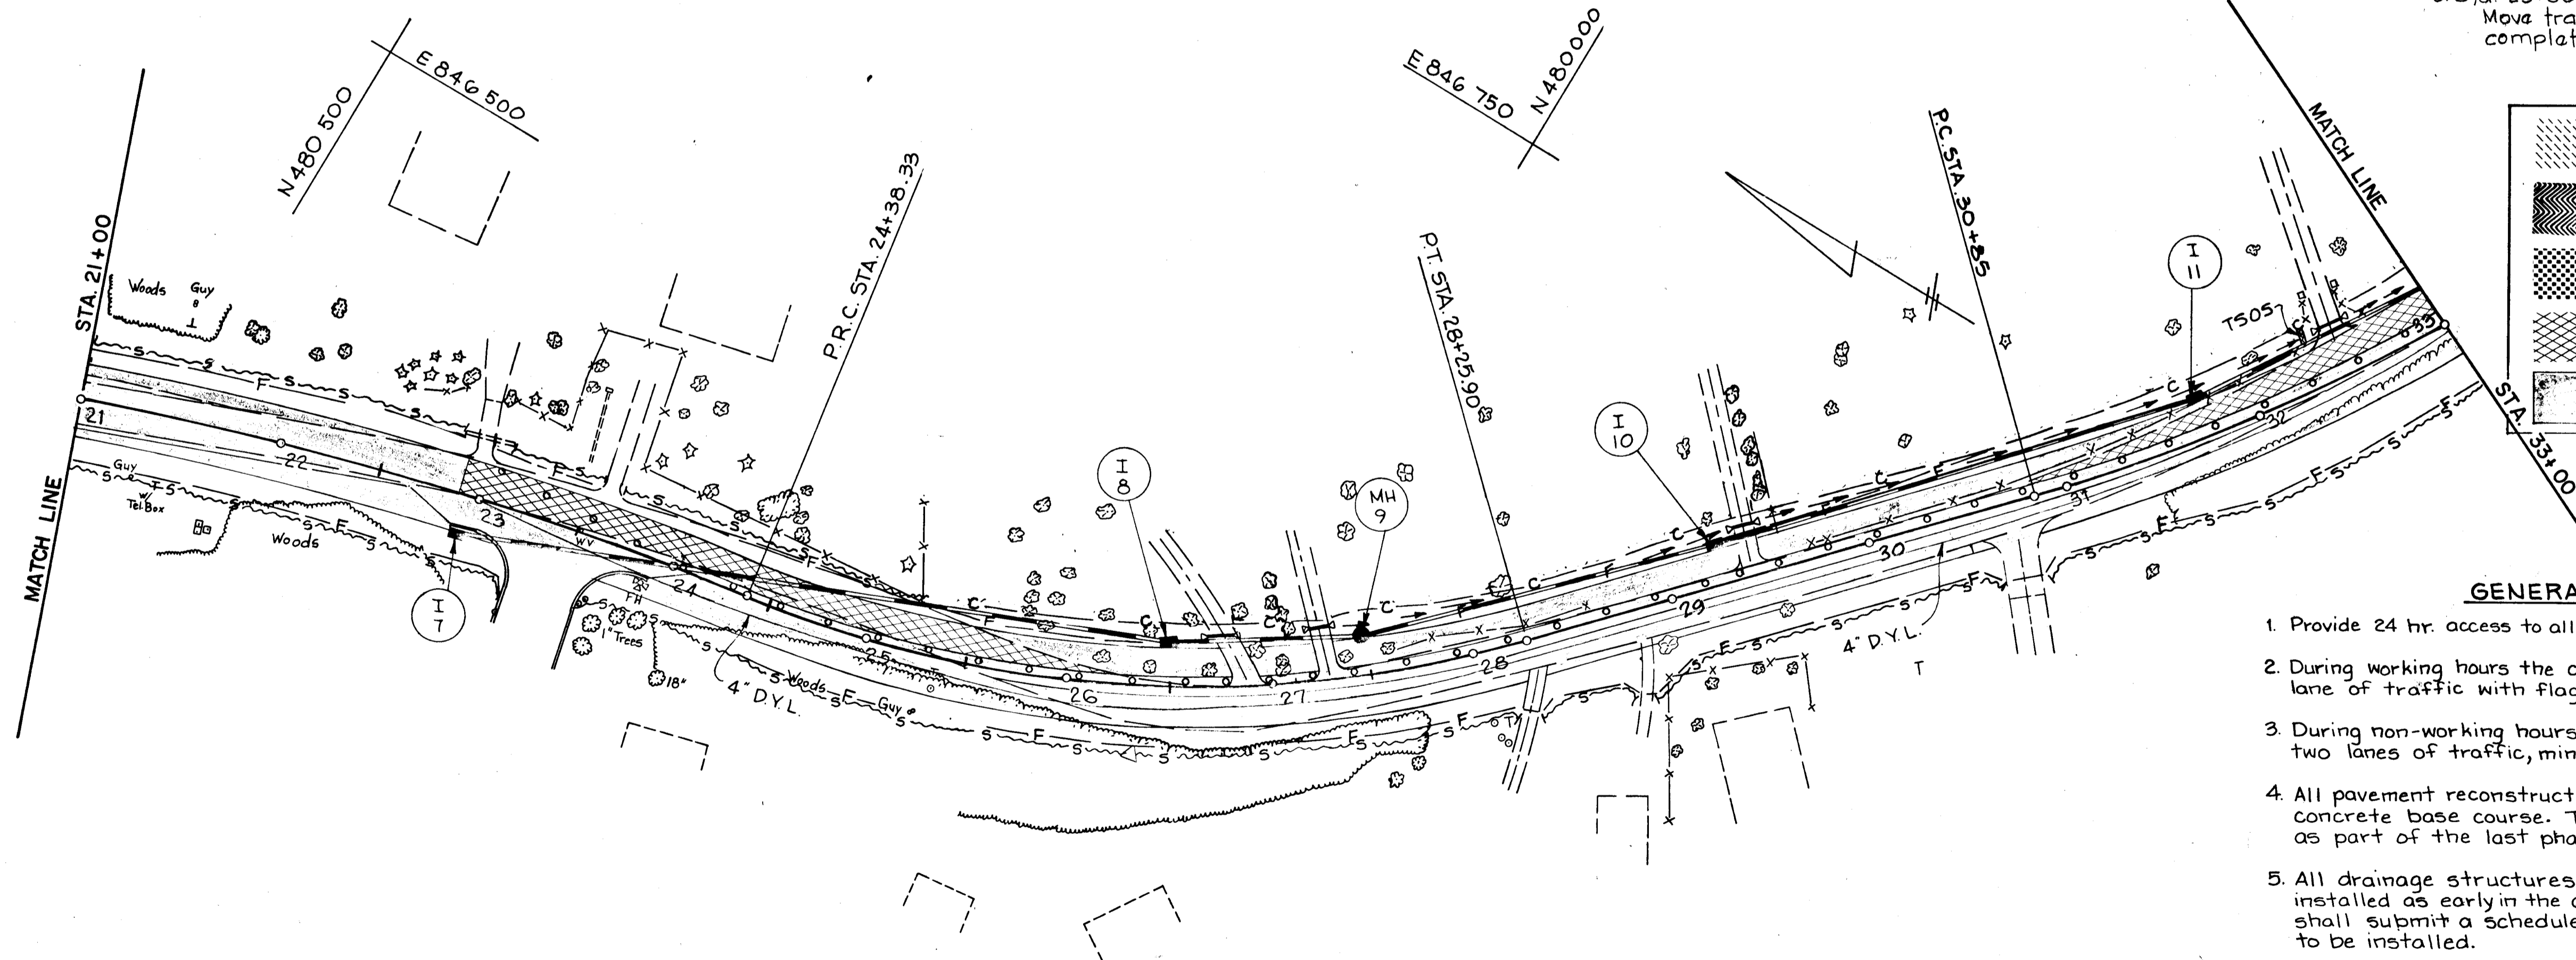 Move tra
complet
E 846 500
N 480 500
E 846 750
N 480000
P.R.C. STA. 24+38.33
P.T. STA. 28+25.90
P.C. STA. 30+85
MATCH LINE
STA. 33+00
STA. 21+00
MATCH LINE
Woods
Guy
Guy
w/
Tel. Box
Woods
WV
FH
1" Trees
18"
Woods
Guy
4" D.Y.L.
4" D.Y.L.
T505
T
I
7
I
8
MH
9
I
10
I
11
21
22
23
24
25
26
27
28
29
30
31
32
33
S
F
C
GENERA
1. Provide 24 hr. access to all
2. During working hours the c
lane of traffic with flag
3. During non-working hours
two lanes of traffic, min
4. All pavement reconstruct
concrete base course. T
as part of the last pha
5. All drainage structures
installed as early in the c
shall submit a schedule
to be installed.